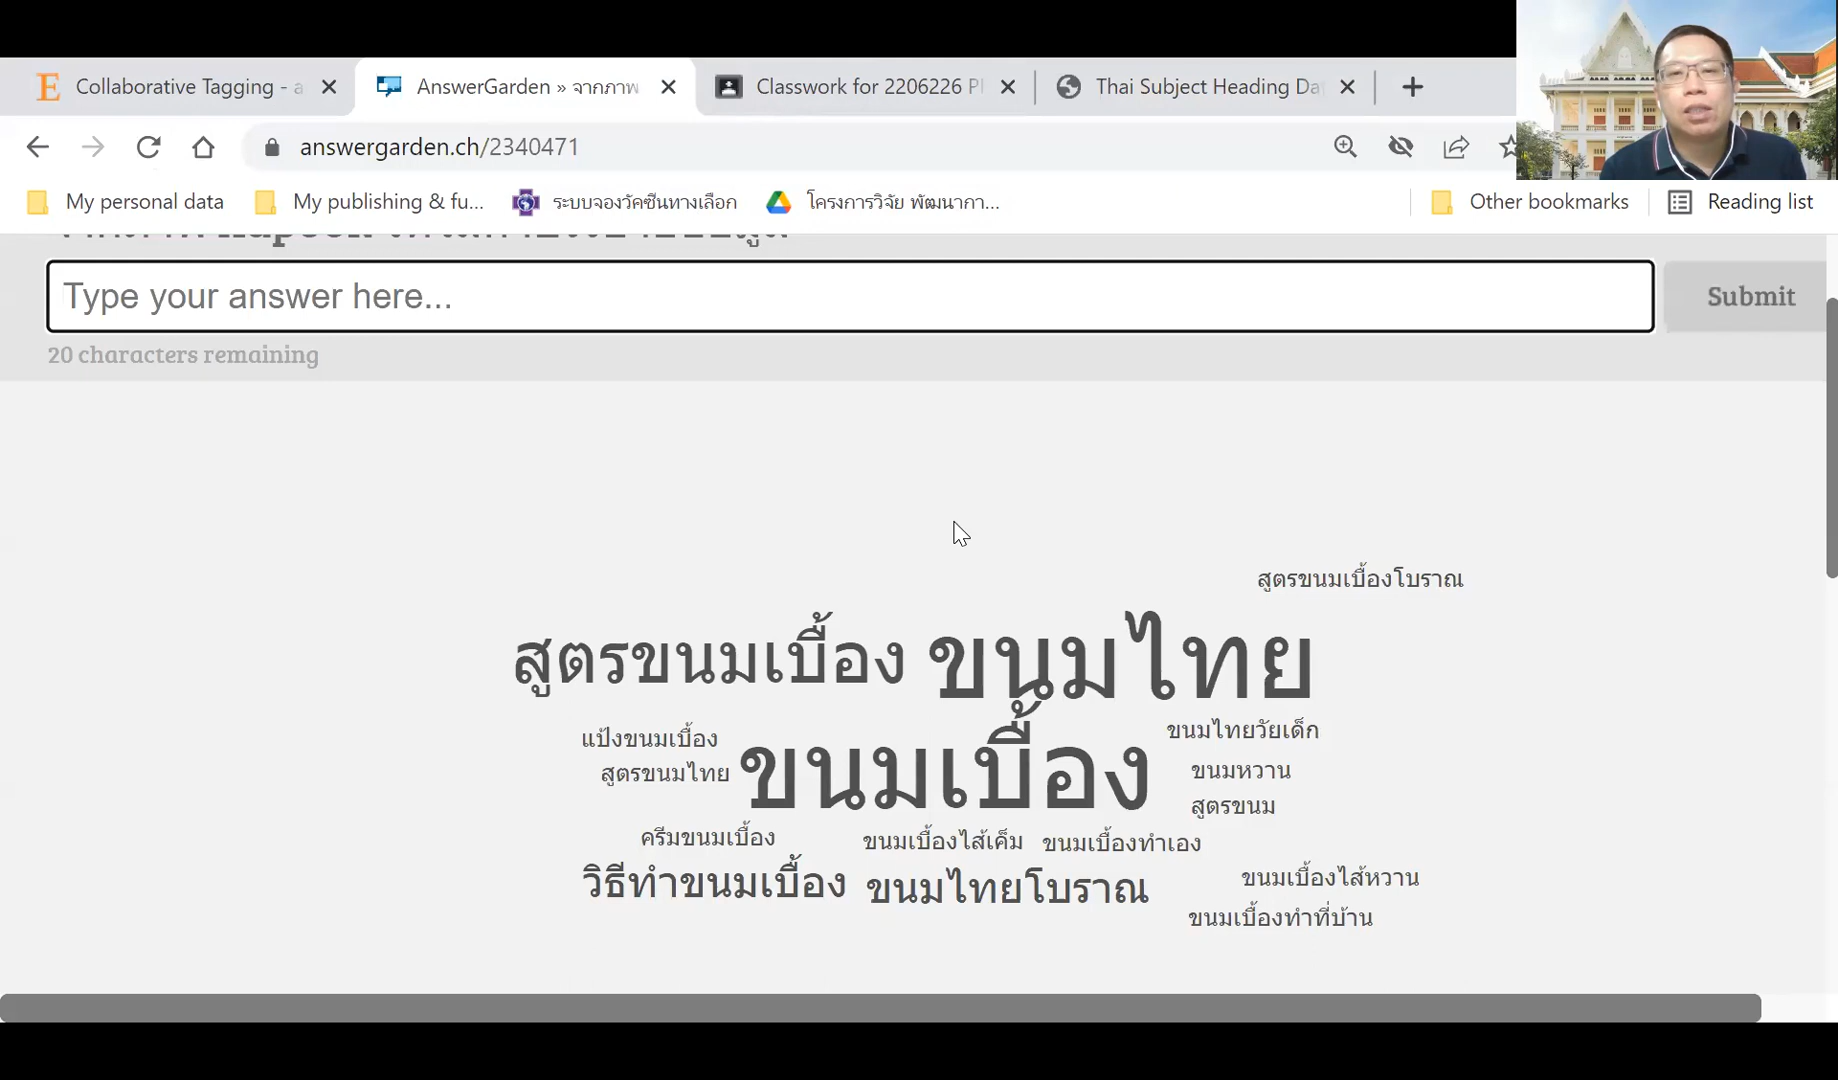 Collaborative Tagging - a
AnswerGarden » จากภาพ
Classwork for 2206226 P
Thai Subject Heading Da
answergarden.ch/2340471
My personal data
My publishing & fu...
ระบบจองวัคซีนทางเลือก
โครงการวิจัย พัฒนากา...
Other bookmarks
Reading list
Type your answer here...
Submit
20 characters remaining
สูตรขนมเบื้องโบราณ
สูตรขนมเบื้อง ขนมไทย
แป้งขนมเบื้อง
ขนมไทยวัยเด็ก
สูตรขนมไทย
ขนมเบื้อง
ขนมหวาน
สูตรขนม
ครีมขนมเบื้อง
ขนมเบื้องไส้เค็ม
ขนมเบื้องทำเอง
วิธีทำขนมเบื้อง
ขนมไทยโบราณ
ขนมเบื้องไส้หวาน
ขนมเบื้องทำที่บ้าน